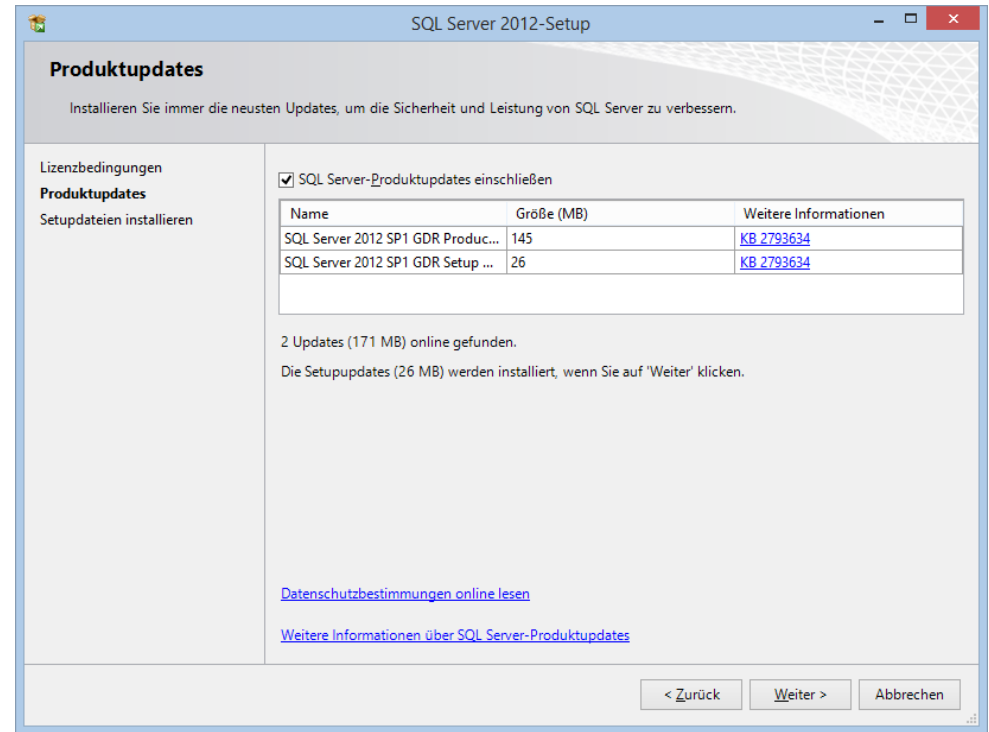 SQL Server 2012-Setup
Produktupdates
Installieren Sie immer die neusten Updates, um die Sicherheit und Leistung von SQL Server zu verbessern.
Lizenzbedingungen
Produktupdates
Setupdateien installieren
SQL Server-Produktupdates einschließen
Name Größe (MB) Weitere Informationen
SQL Server 2012 SP1 GDR Produc... 145 KB 2793634
SQL Server 2012 SP1 GDR Setup ... 26 KB 2793634
2 Updates (171 MB) online gefunden.
Die Setupupdates (26 MB) werden installiert, wenn Sie auf 'Weiter' klicken.
Datenschutzbestimmungen online lesen
Weitere Informationen über SQL Server-Produktupdates
< Zurück Weiter > Abbrechen